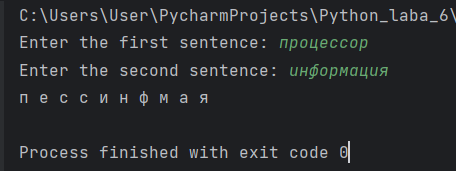 C:\Users\User\PycharmProjects\Python_laba_6\
Enter the first sentence: процессор
Enter the second sentence: информация
п е с с и н ф м а я
Process finished with exit code 0